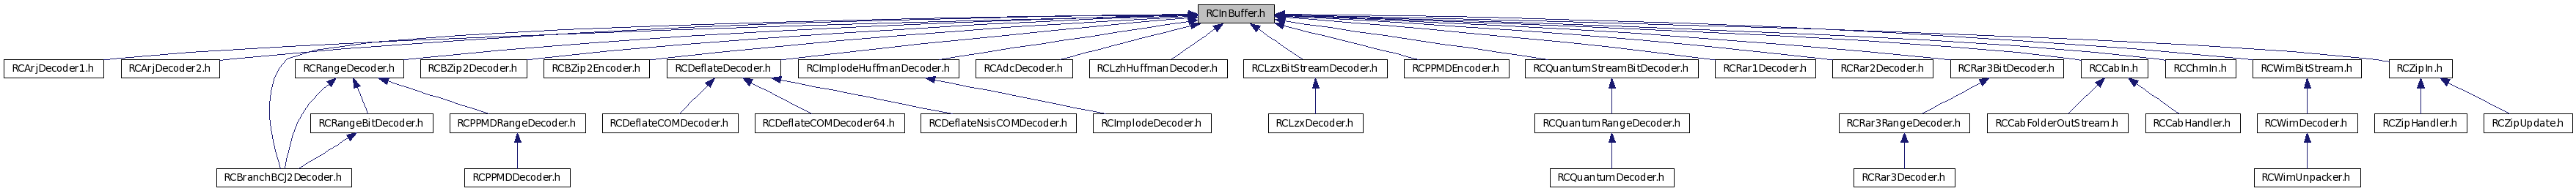 RCInBuffer.h
RCArjDecoder1.h
RCArjDecoder2.h
RCRangeDecoder.h
RCBZip2Decoder.h
RCBZip2Encoder.h
RCDeflateDecoder.h
RCImplodeHuffmanDecoder.h
RCAdcDecoder.h
RCLzhHuffmanDecoder.h
RCLzxBitStreamDecoder.h
RCPPMDEncoder.h
RCQuantumStreamBitDecoder.h
RCRar1Decoder.h
RCRar2Decoder.h
RCRar3BitDecoder.h
RCCabIn.h
RCChmIn.h
RCWimBitStream.h
RCZipIn.h
RCRangeBitDecoder.h
RCPPMDRangeDecoder.h
RCDeflateCOMDecoder.h
RCDeflateCOMDecoder64.h
RCDeflateNsisCOMDecoder.h
RCImplodeDecoder.h
RCLzxDecoder.h
RCQuantumRangeDecoder.h
RCRar3RangeDecoder.h
RCCabFolderOutStream.h
RCCabHandler.h
RCWimDecoder.h
RCZipHandler.h
RCZipUpdate.h
RCBranchBCJ2Decoder.h
RCPPMDDecoder.h
RCQuantumDecoder.h
RCRar3Decoder.h
RCWimUnpacker.h